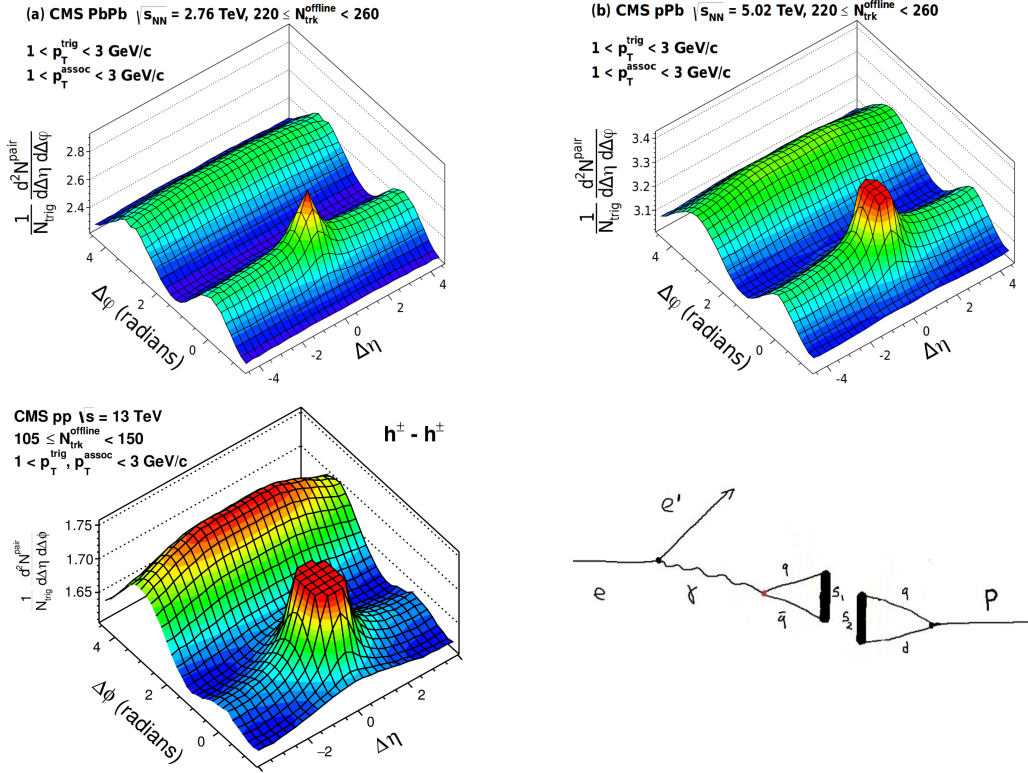 (a) CMS PbPb √s_NN = 2.76 TeV, 220 ≤ N_trk^offline < 260
1 < p_T^trig < 3 GeV/c
1 < p_T^assoc < 3 GeV/c
1/N_trig d²N^pair/dΔη dΔφ
2.8
2.6
2.4
4
2
0
Δφ (radians)
-4
-2
0
2
4
Δη
(b) CMS pPb √s_NN = 5.02 TeV, 220 ≤ N_trk^offline < 260
1 < p_T^trig < 3 GeV/c
1 < p_T^assoc < 3 GeV/c
1/N_trig d²N^pair/dΔη dΔφ
3.4
3.3
3.2
3.1
4
2
0
Δφ (radians)
-4
-2
0
2
4
Δη
CMS pp √s = 13 TeV
105 ≤ N_trk^offline < 150
1 < p_T^trig, p_T^assoc < 3 GeV/c
h± - h±
1/N_trig d²N^pair/dΔη dΔϕ
1.75
1.70
1.65
4
2
0
Δϕ (radians)
−2
0
2
Δη
e'
e
γ
q
q̄
S₁
S₂
q
d
P